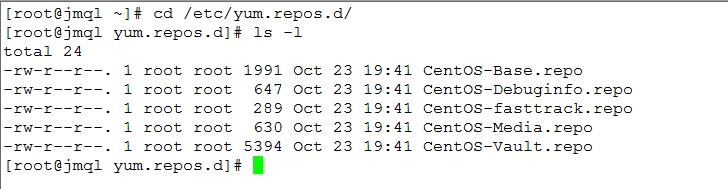 [root@jmql ~]# cd /etc/yum.repos.d/
[root@jmql yum.repos.d]# ls -l
total 24
-rw-r--r--. 1 root root 1991 Oct 23 19:41 CentOS-Base.repo
-rw-r--r--. 1 root root  647 Oct 23 19:41 CentOS-Debuginfo.repo
-rw-r--r--. 1 root root  289 Oct 23 19:41 CentOS-fasttrack.repo
-rw-r--r--. 1 root root  630 Oct 23 19:41 CentOS-Media.repo
-rw-r--r--. 1 root root 5394 Oct 23 19:41 CentOS-Vault.repo
[root@jmql yum.repos.d]#